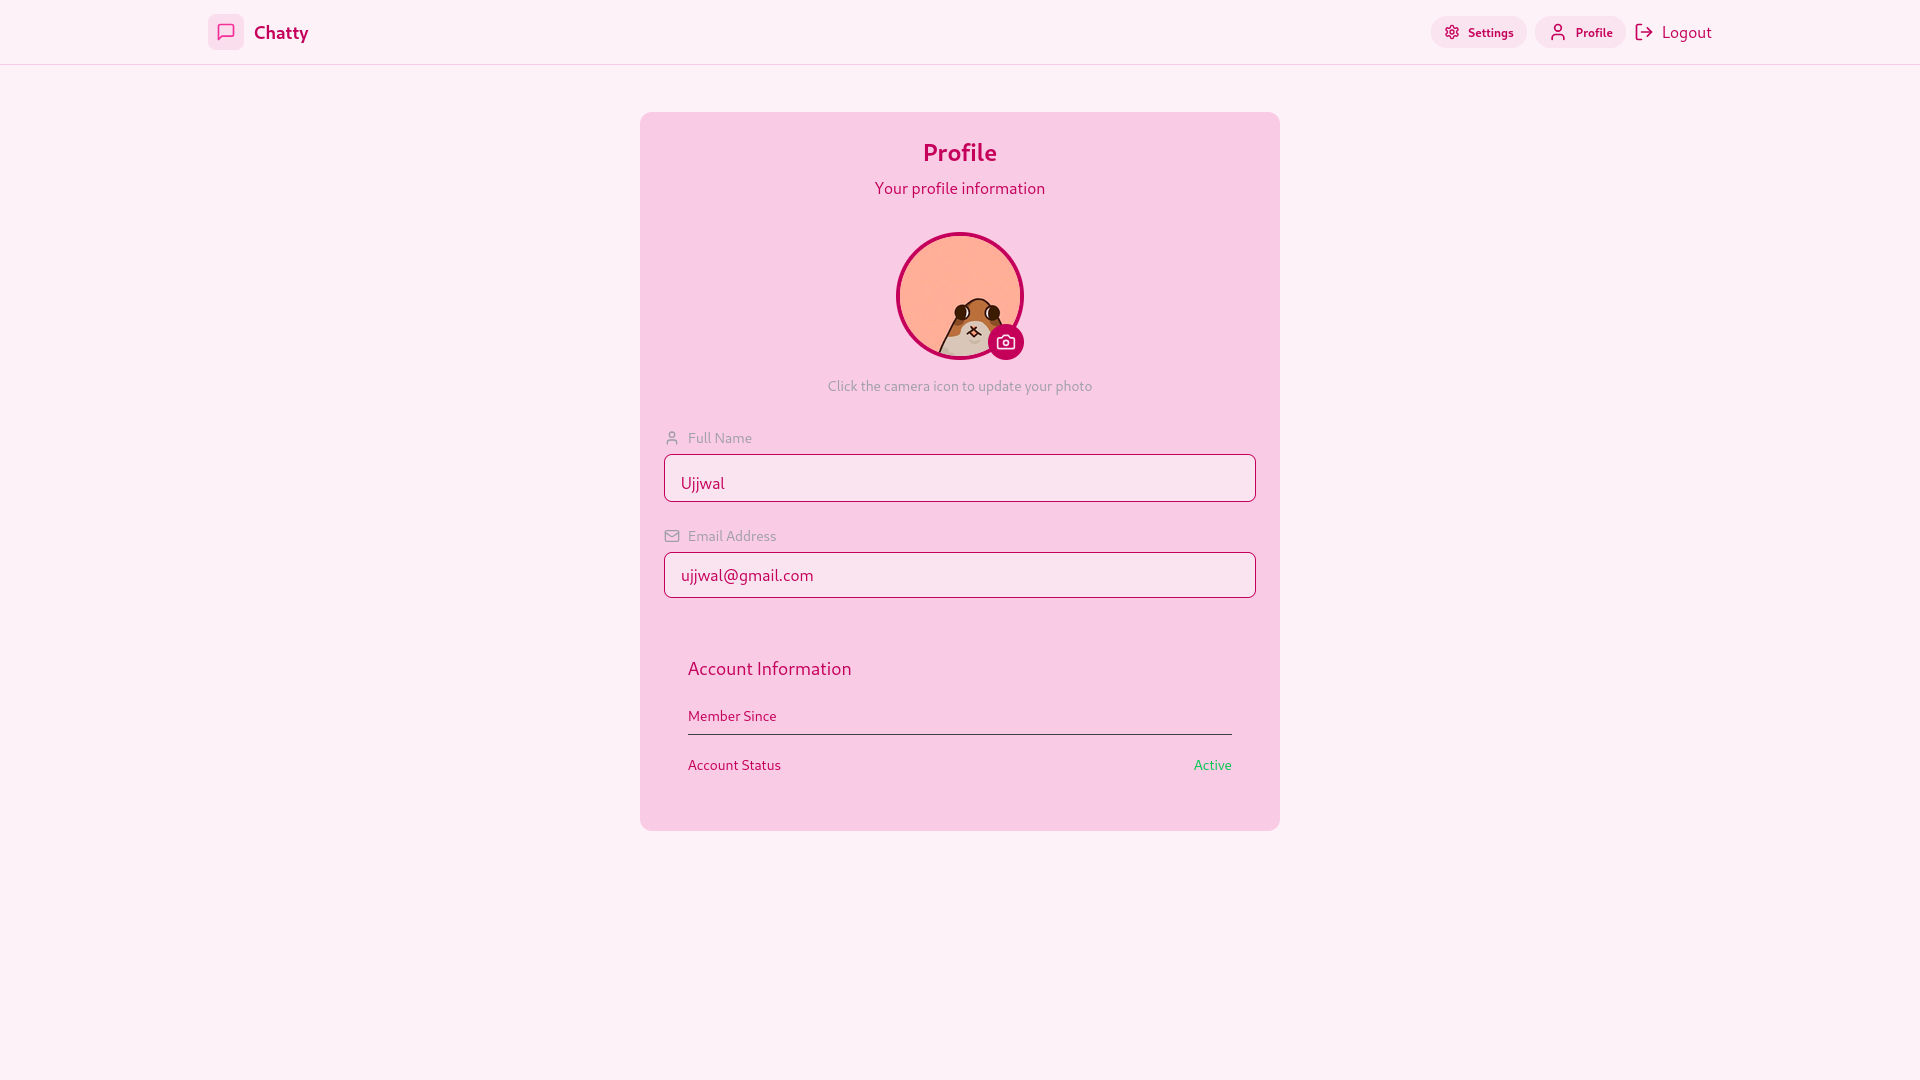 Chatty
Settings
Profile
Logout
Profile
Your profile information
Click the camera icon to update your photo
Full Name
Ujjwal
Email Address
ujjwal@gmail.com
Account Information
Member Since
Account Status
Active